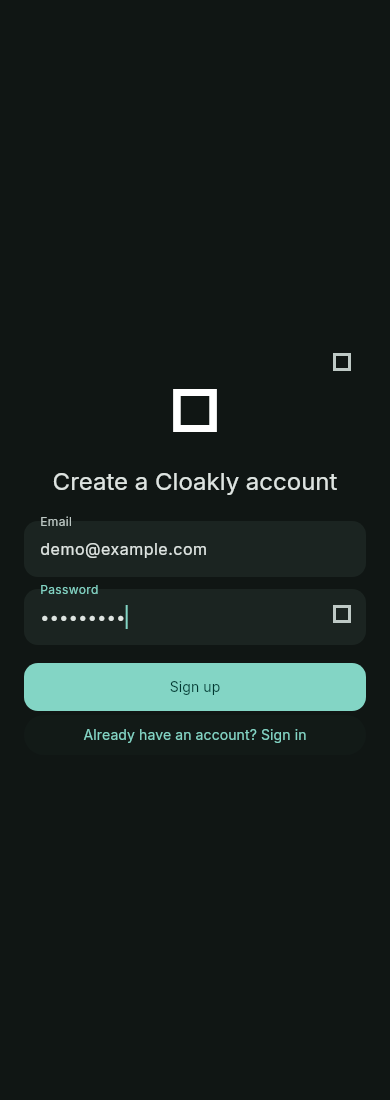 Create a Cloakly account
Email
demo@example.com
Password
•••••••••
Sign up
Already have an account? Sign in